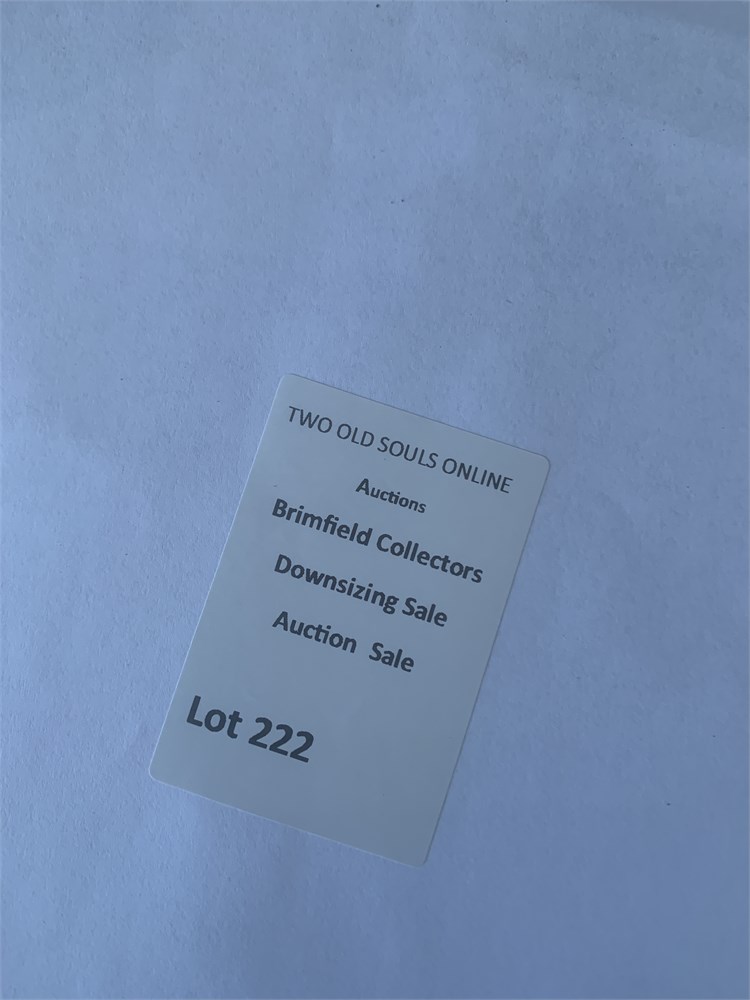 TWO OLD SOULS ONLINE
Auctions
Brimfield Collectors
Downsizing Sale
Auction Sale
Lot 222